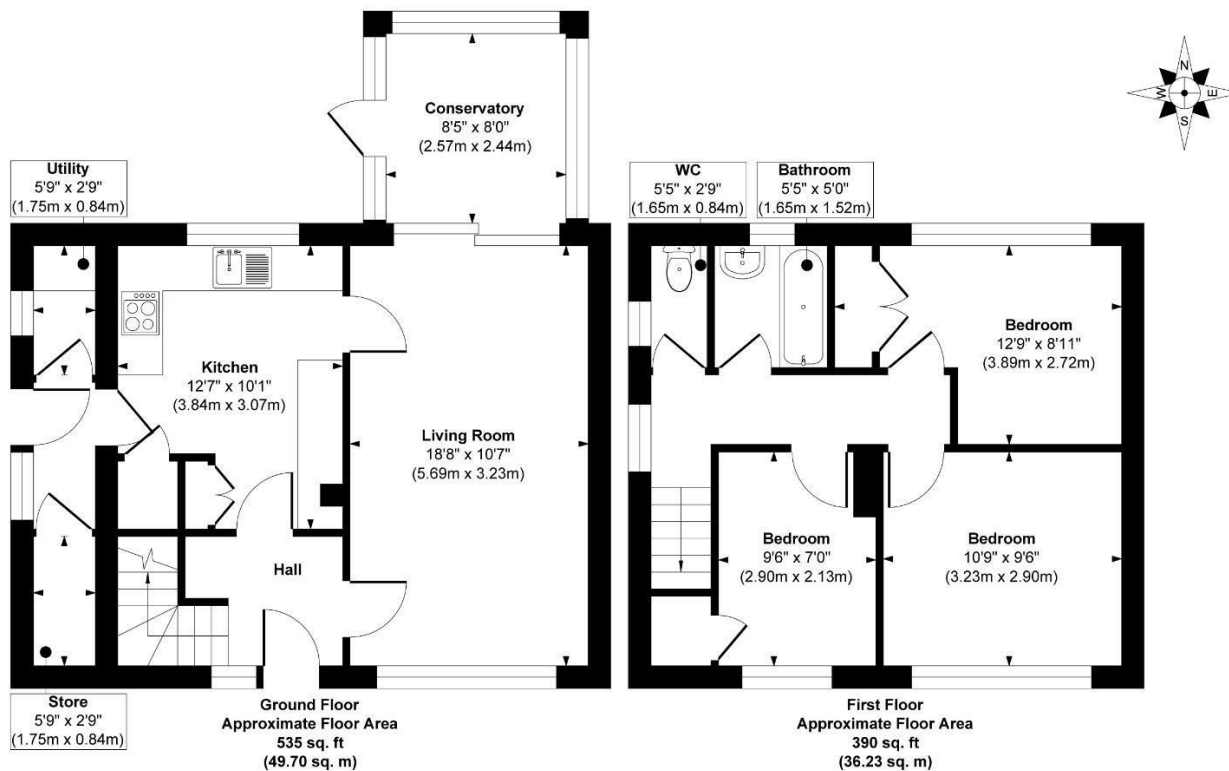 Conservatory
8'5" x 8'0"
(2.57m x 2.44m)
N
W
E
S
Utility
5'9" x 2'9"
(1.75m x 0.84m)
WC
5'5" x 2'9"
(1.65m x 0.84m)
Bathroom
5'5" x 5'0"
(1.65m x 1.52m)
Kitchen
12'7" x 10'1"
(3.84m x 3.07m)
Living Room
18'8" x 10'7"
(5.69m x 3.23m)
Hall
Bedroom
12'9" x 8'11"
(3.89m x 2.72m)
Bedroom
9'6" x 7'0"
(2.90m x 2.13m)
Bedroom
10'9" x 9'6"
(3.23m x 2.90m)
Store
5'9" x 2'9"
(1.75m x 0.84m)
Ground Floor
Approximate Floor Area
535 sq. ft
(49.70 sq. m)
First Floor
Approximate Floor Area
390 sq. ft
(36.23 sq. m)